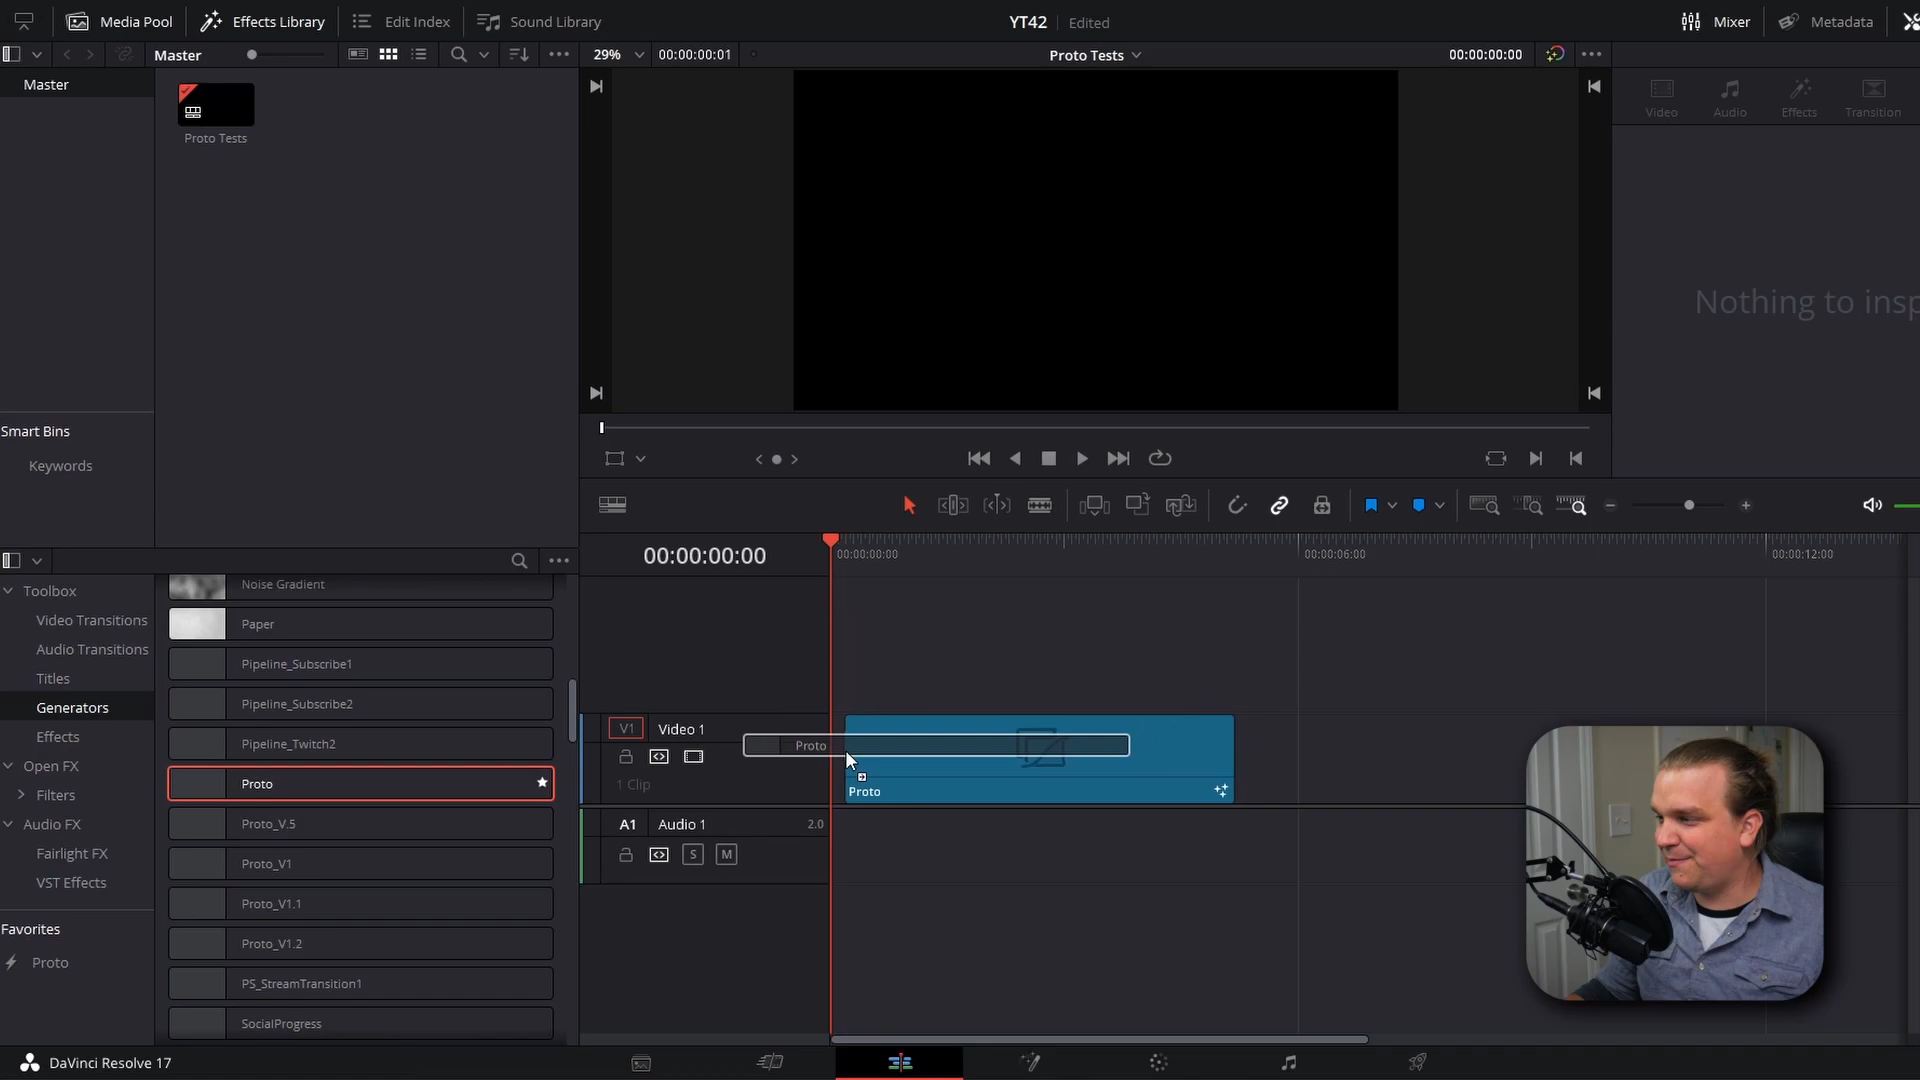 Media Pool
Effects Library
Edit Index
Sound Library
YT42
Edited
Mixer
Metadata
Master
29%
00:00:00:01
Proto Tests
00:00:00:00
Master
Proto Tests
Video
Audio
Effects
Transition
Nothing to insp
Smart Bins
Keywords
00:00:00:00
00:00:00:00
00:00:06:00
00:00:12:00
Toolbox
Video Transitions
Audio Transitions
Titles
Generators
Effects
Open FX
Filters
Audio FX
Fairlight FX
VST Effects
Favorites
Proto
Noise Gradient
Paper
Pipeline_Subscribe1
Pipeline_Subscribe2
Pipeline_Twitch2
Proto
Proto_V.5
Proto_V1
Proto_V1.1
Proto_V1.2
PS_StreamTransition1
SocialProgress
V1
Video 1
1 Clip
Proto
Proto
A1
Audio 1
2.0
S
M
DaVinci Resolve 17